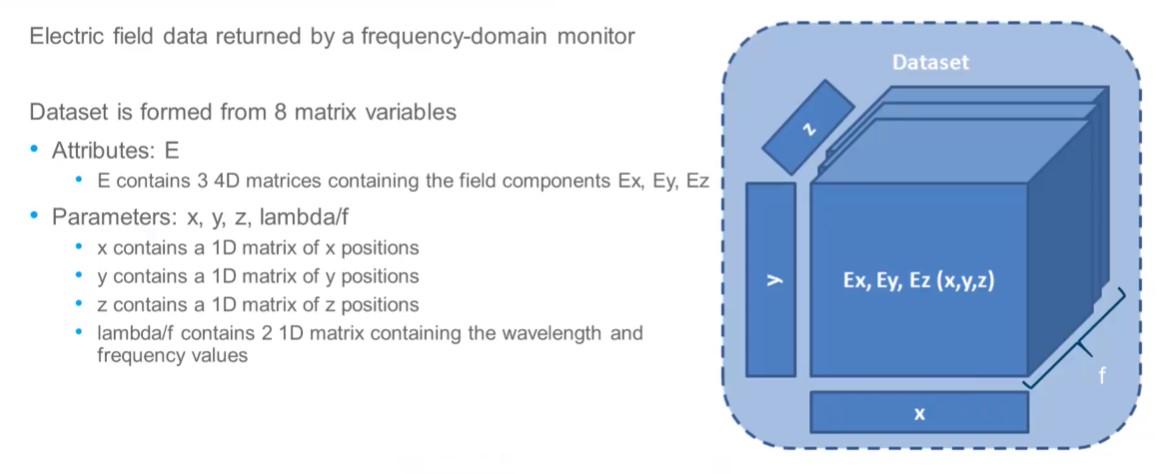 Electric field data returned by a frequency-domain monitor
Dataset is formed from 8 matrix variables
• Attributes: E
• E contains 3 4D matrices containing the field components Ex, Ey, Ez
• Parameters: x, y, z, lambda/f
• x contains a 1D matrix of x positions
• y contains a 1D matrix of y positions
• z contains a 1D matrix of z positions
• lambda/f contains 2 1D matrix containing the wavelength and
frequency values
Dataset
z
y
Ex, Ey, Ez (x,y,z)
f
x